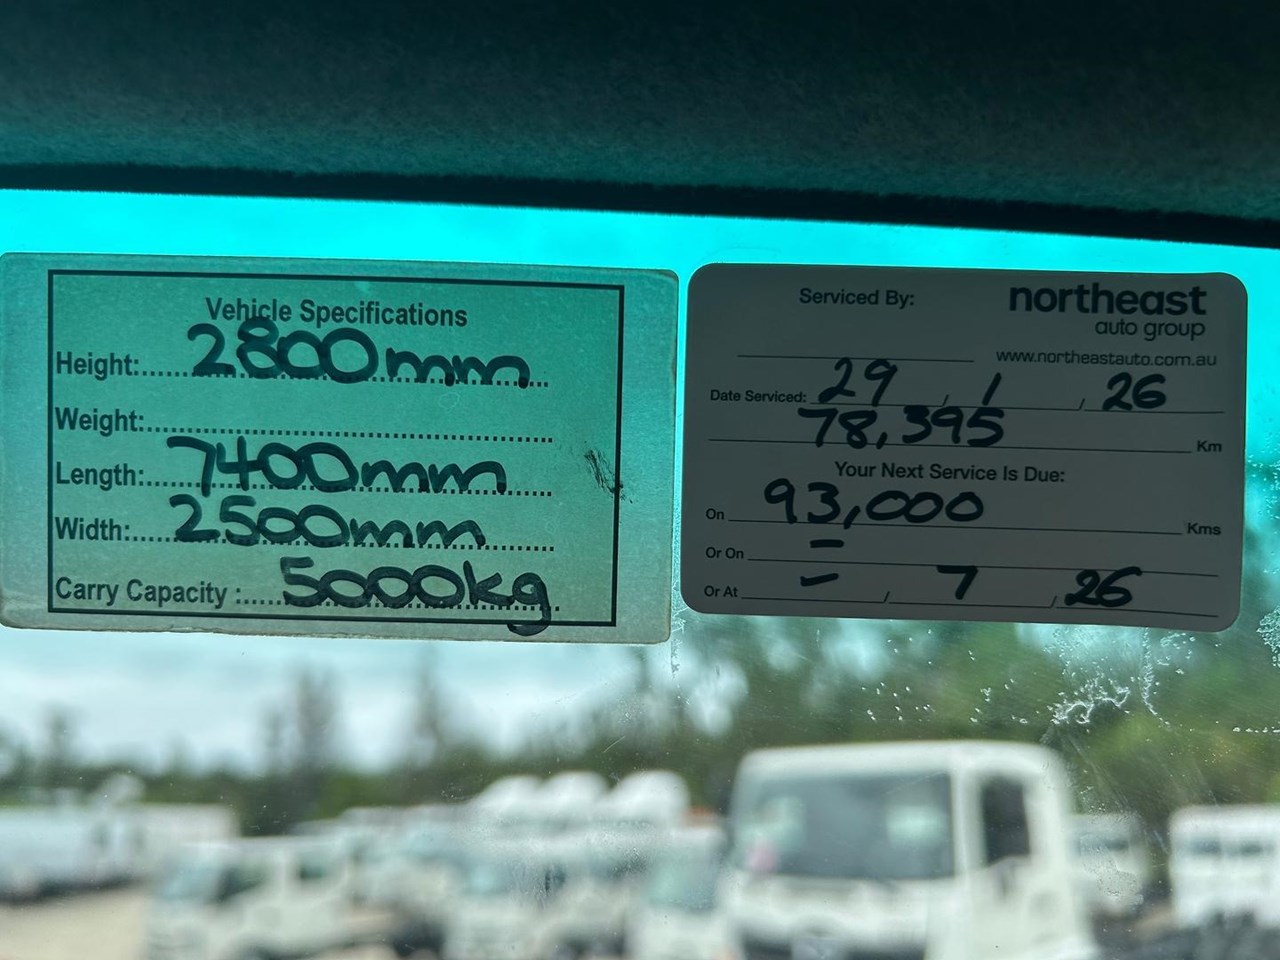 Vehicle Specifications
Height:......2800mm...
Weight:......................................................
Length:......7400mm......
Width:......2500mm......
Carry Capacity :......5000kg.
Serviced By:
northeast
auto group
www.northeastauto.com.au
Date Serviced: 29 / 1 / 26
78,395 Km
Your Next Service Is Due:
On 93,000 Kms
Or On –
Or At – / 7 / 26